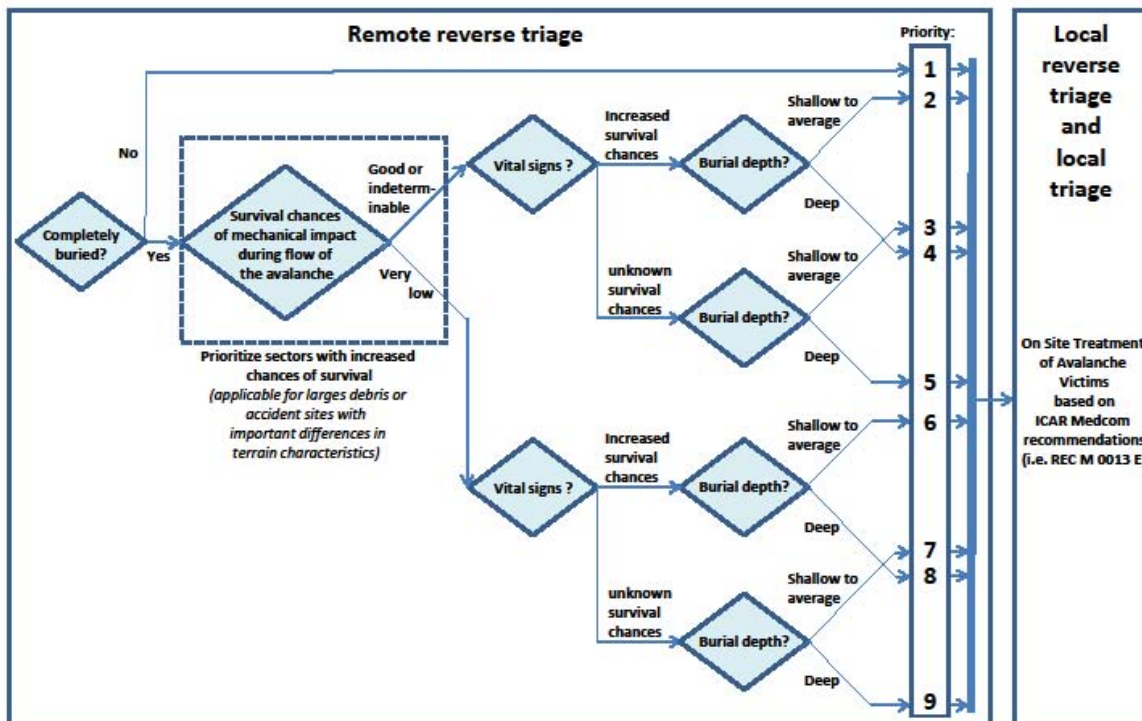 Remote reverse triage
Priority:
1
2
3
4
5
6
7
8
9
No
Completely
buried?
Yes
Survival chances
of mechanical impact
during flow of
the avalanche
Good or
indeterm-
inable
Very
low
Prioritize sectors with increased
chances of survival
(applicable for larges debris or
accident sites with
important differences in
terrain characteristics)
Vital signs ?
Increased
survival
chances
Burial depth?
Shallow to
average
Deep
unknown
survival
chances
Burial depth?
Shallow to
average
Deep
Vital signs ?
Increased
survival
chances
Burial depth?
Shallow to
average
Deep
unknown
survival
chances
Burial depth?
Shallow to
average
Deep
Local
reverse
triage
and
local
triage
On Site Treatment
of Avalanche
Victims
based on
ICAR Medcom
recommendations
(i.e. REC M 0013 E)